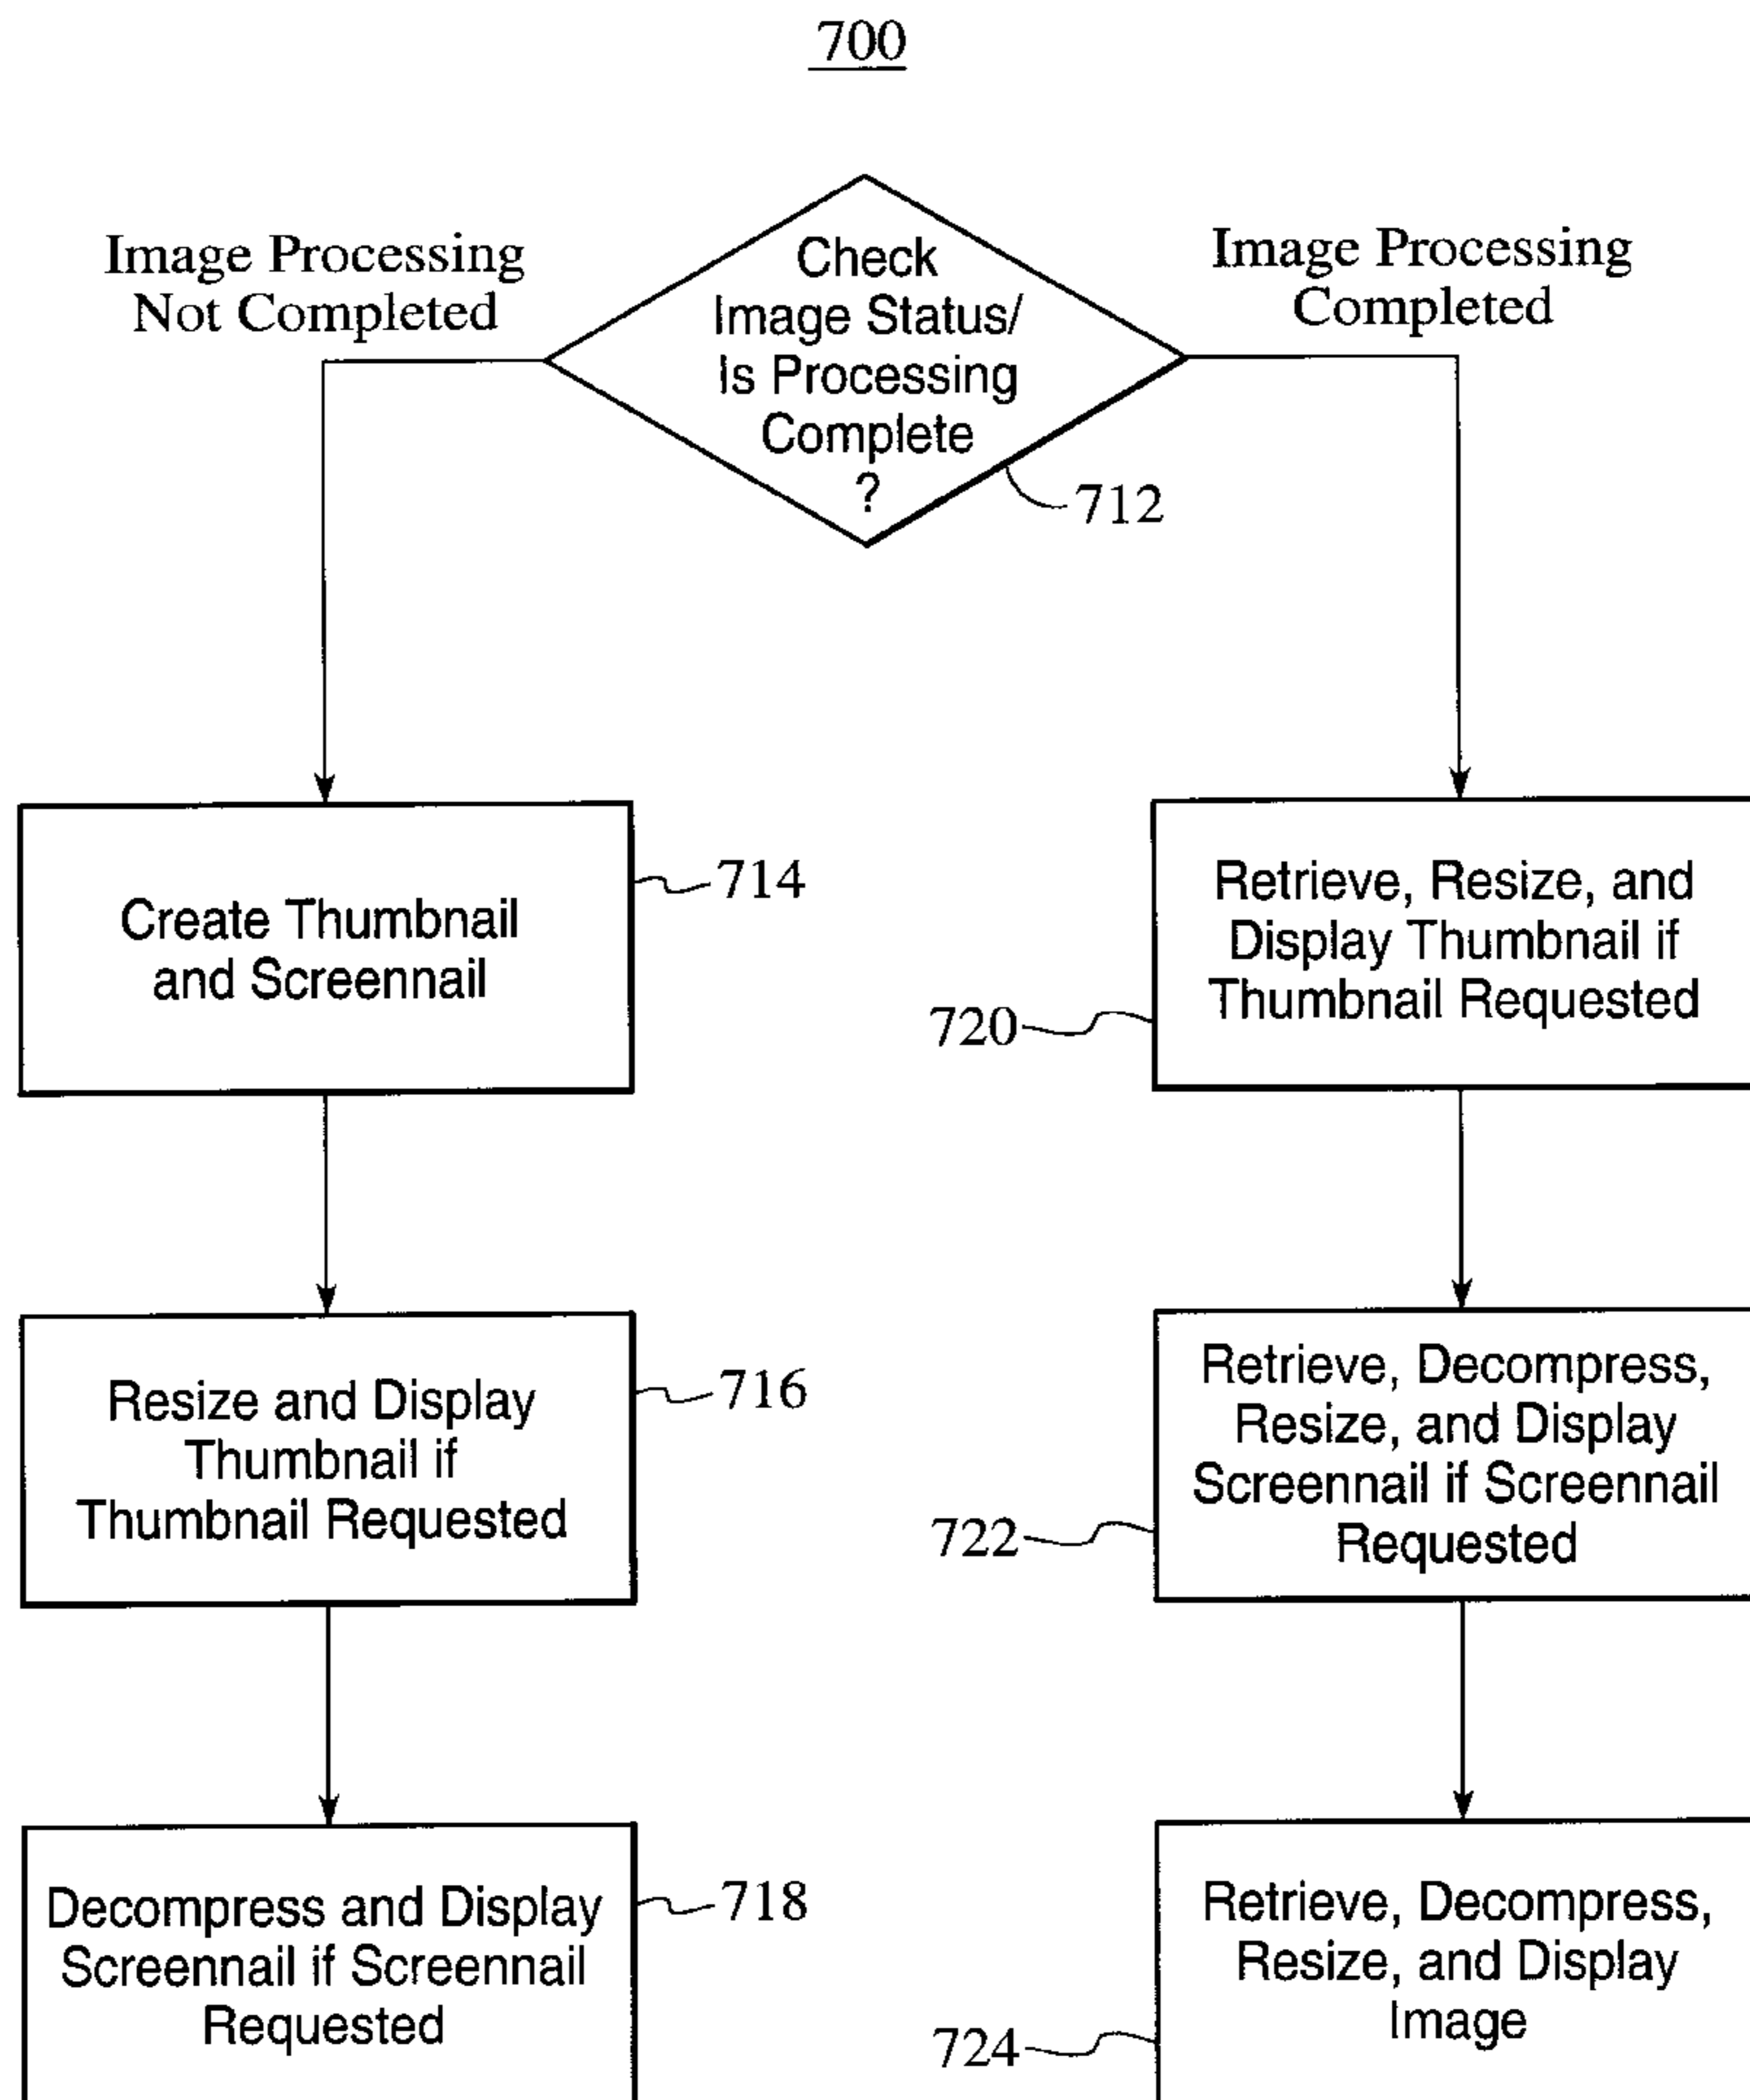 700
Check
Image Status/
Is Processing
Complete
?
712
Image Processing
Not Completed
Image Processing
Completed
Create Thumbnail
and Screennail
714
Resize and Display
Thumbnail if
Thumbnail Requested
716
Decompress and Display
Screennail if Screennail
Requested
718
Retrieve, Resize, and
Display Thumbnail if
Thumbnail Requested
720
Retrieve, Decompress,
Resize, and Display
Screennail if Screennail
Requested
722
Retrieve, Decompress,
Resize, and Display
Image
724